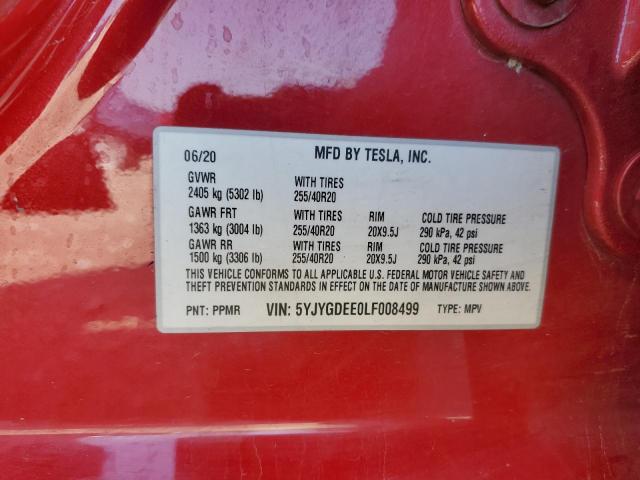 06/20 MFD BY TESLA, INC.
GVWR WITH TIRES
2405 kg (5302 lb) 255/40R20
GAWR FRT WITH TIRES RIM COLD TIRE PRESSURE
1363 kg (3004 lb) 255/40R20 20X9.5J 290 kPa, 42 psi
GAWR RR WITH TIRES RIM COLD TIRE PRESSURE
1500 kg (3306 lb) 255/40R20 20X9.5J 290 kPa, 42 psi
THIS VEHICLE CONFORMS TO ALL APPLICABLE U.S. FEDERAL MOTOR VEHICLE SAFETY AND
THEFT PREVENTION STANDARDS IN EFFECT ON THE DATE OF MANUFACTURE SHOWN ABOVE.
PNT: PPMR VIN: 5YJYGDEE0LF008499 TYPE: MPV